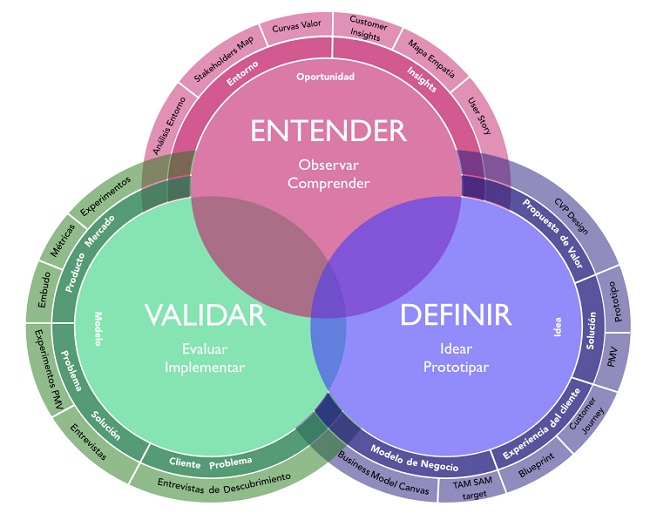 Análisis Entorno
Stakeholders Map
Curvas Valor
Customer
Insights
Mapa Empatía
User Story
Entorno
Insights
Oportunidad
ENTENDER
Observar
Comprender
CVP Design
Prototipo
PMV
Customer
Journey
Blueprint
TAM SAM
target
Business Model Canvas
Propuesta de Valor
Solución
Experiencia del cliente
Modelo de Negocio
Idea
DEFINIR
Idear
Prototipar
Experimentos
Métricas
Embudo
Experimentos PMV
Entrevistas
Entrevistas de Descubrimiento
Producto Mercado
Problema
Solución
Cliente Problema
Modelo
VALIDAR
Evaluar
Implementar